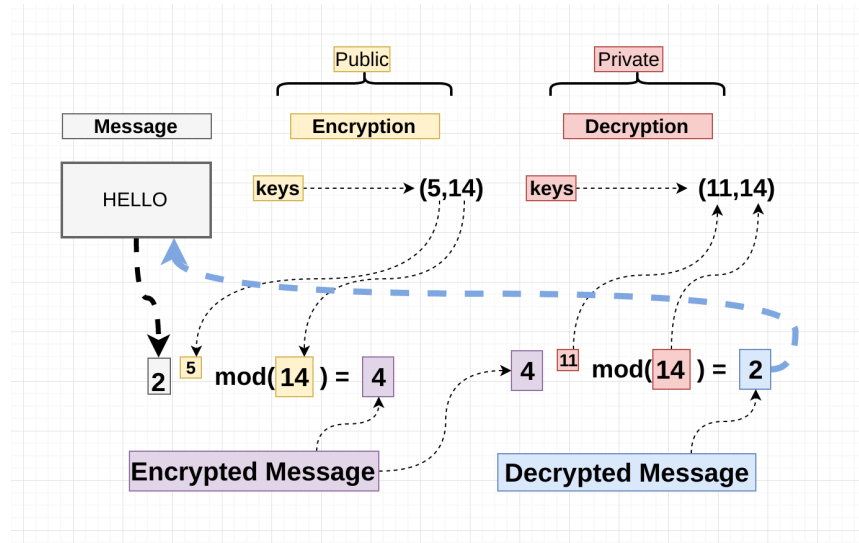 Public
Private
Message
Encryption
Decryption
HELLO
keys
(5,14)
keys
(11,14)
2 5 mod( 14 ) = 4
4 11 mod( 14 ) = 2
Encrypted Message
Decrypted Message